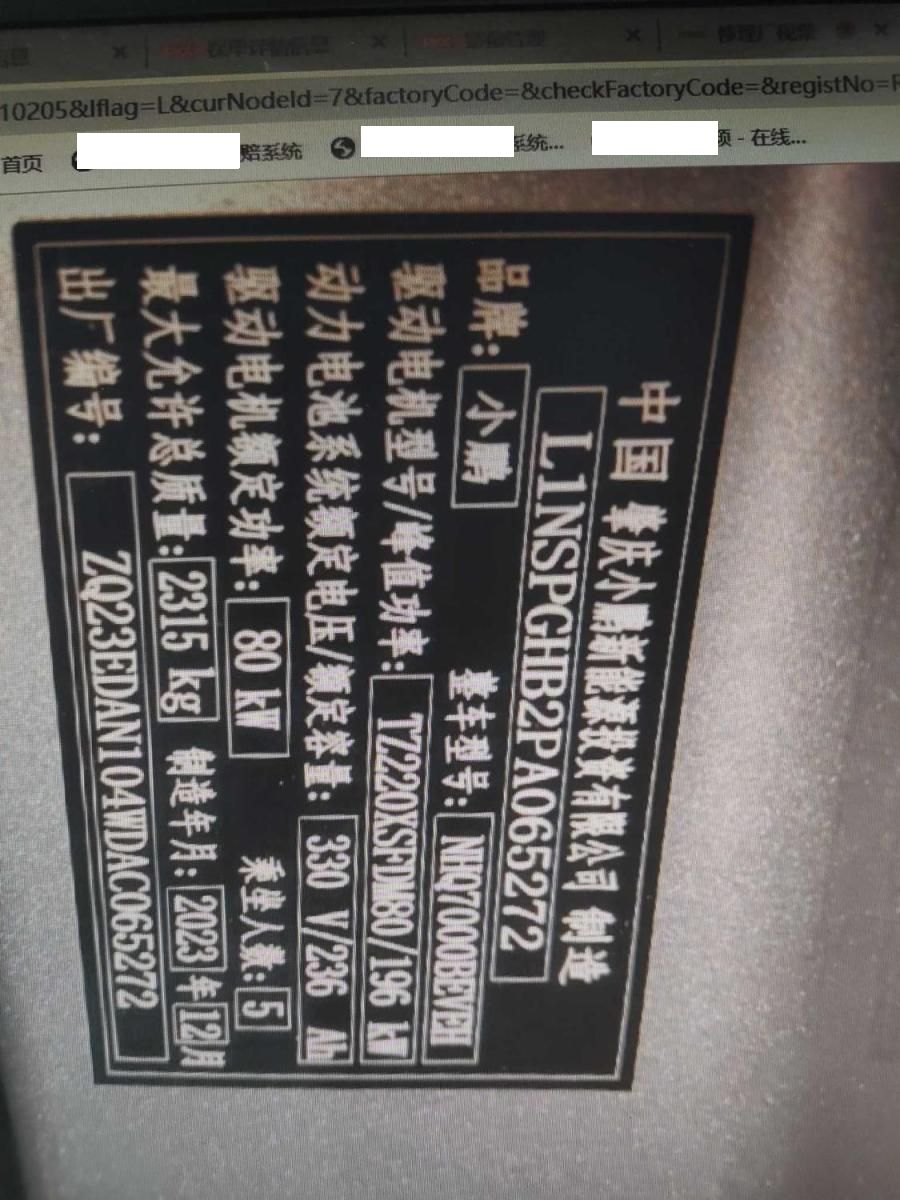 10205&lflag=L&curNodeId=7&factoryCode=&checkFactoryCode=&registNo=R
首页 赔系统 系统... 频 - 在线...
中国 肇庆小鹏新能源投资有限公司 制造
L1NSPGHB2PA065272
品牌: 小鹏 整车型号: NHQ7000BEVEH
驱动电机型号/峰值功率: TZ220XSFDM80/196 kW
动力电池系统额定电压/额定容量: 330 V/236 Ah
驱动电机额定功率: 80 kW 乘坐人数: 5
最大允许总质量: 2315 kg 制造年月: 2023 年 12 月
出厂编号: ZQ23EDAN104WDAC065272